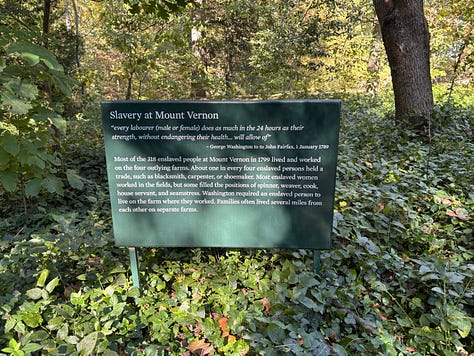 Slavery at Mount Vernon
"every labourer (male or female) does as much in the 24 hours as their
strength, without endangering their health... will allow of"
- George Washington to to John Fairfax, 1 January 1789
Most of the 318 enslaved people at Mount Vernon in 1799 lived and worked
on the four outlying farms. About one in every four enslaved persons held a
trade, such as blacksmith, carpenter, or shoemaker. Most enslaved women
worked in the fields, but some filled the positions of spinner, weaver, cook,
house servant, and seamstress. Washington required an enslaved person to
live on the farm where they worked. Families often lived several miles from
each other on separate farms.